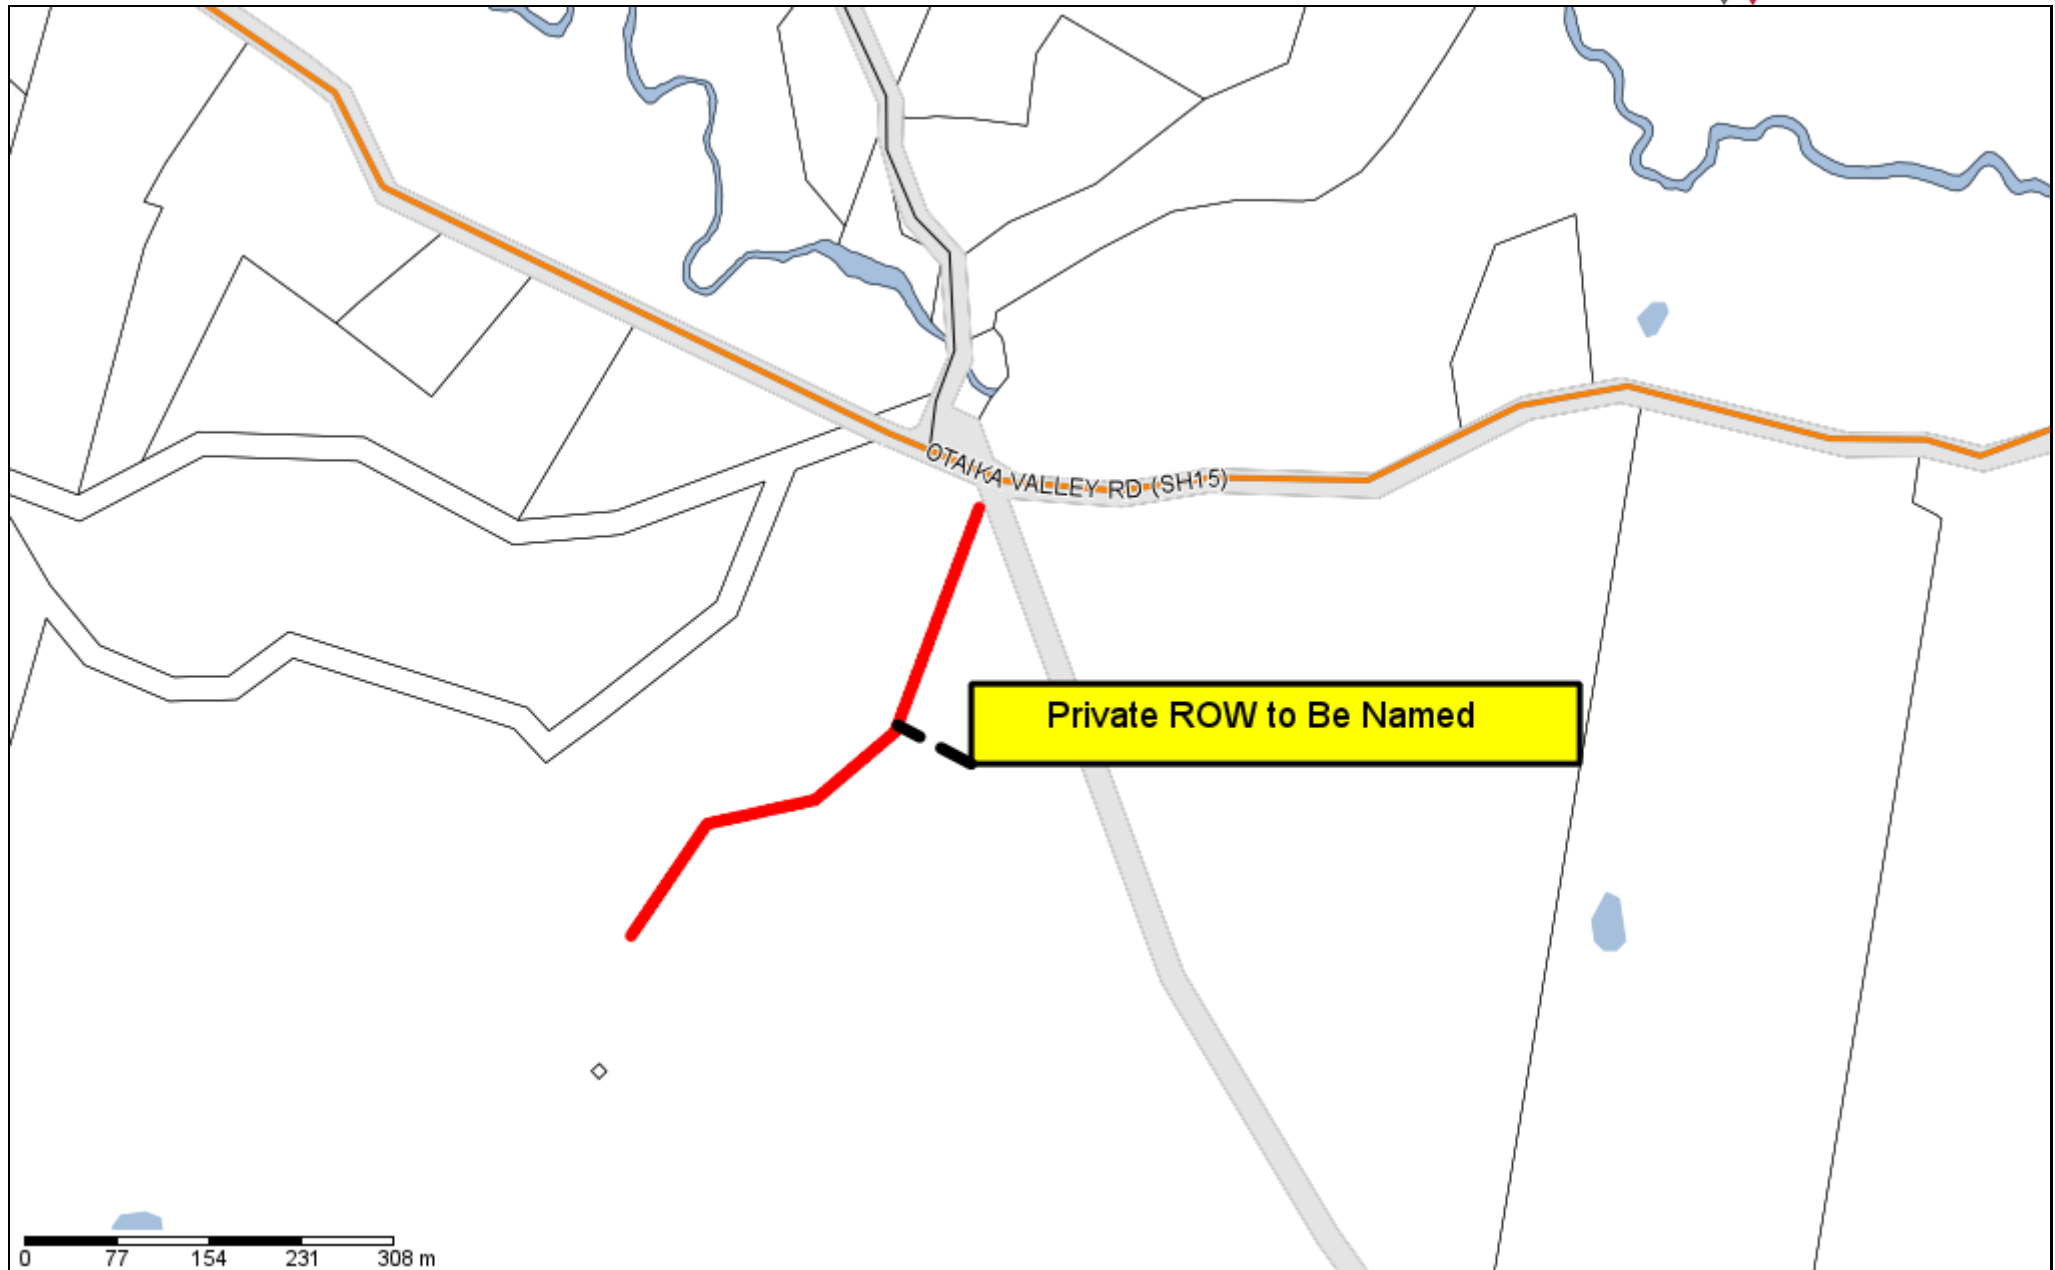 OTAIKA VALLEY RD (SH15)
Private ROW to Be Named
0 77 154 231 308 m